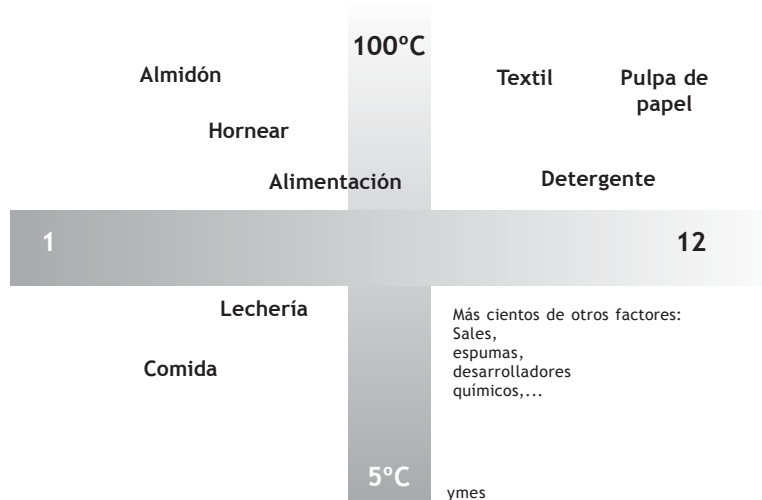 100ºC
Almidón
Textil
Pulpa de
papel
Hornear
Alimentación
Detergente
1
12
Lechería
Más cientos de otros factores:
Sales,
espumas,
desarrolladores
químicos,...
Comida
5ºC
ymes